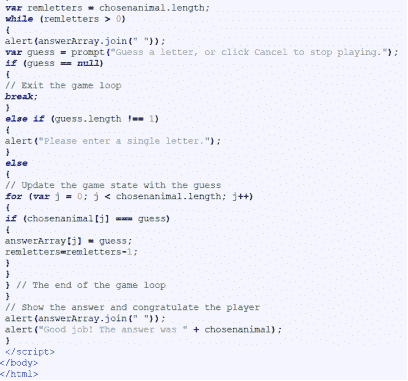 var remletters = chosenanimal.length;
while (remletters > 0)
{
alert(answerArray.join(" "));
var guess = prompt("Guess a letter, or click Cancel to stop playing.");
if (guess == null)
{
// Exit the game loop
break;
}
else if (guess.length !== 1)
{
alert("Please enter a single letter.");
}
else
{
// Update the game state with the guess
for (var j = 0; j < chosenanimal.length; j++)
{
if (chosenanimal[j] === guess)
{
answerArray[j] = guess;
remletters=remletters-1;
}
}
} // The end of the game loop
}
// Show the answer and congratulate the player
alert(answerArray.join(" "));
alert("Good job! The answer was " + chosenanimal);
}
</script>
</body>
</html>